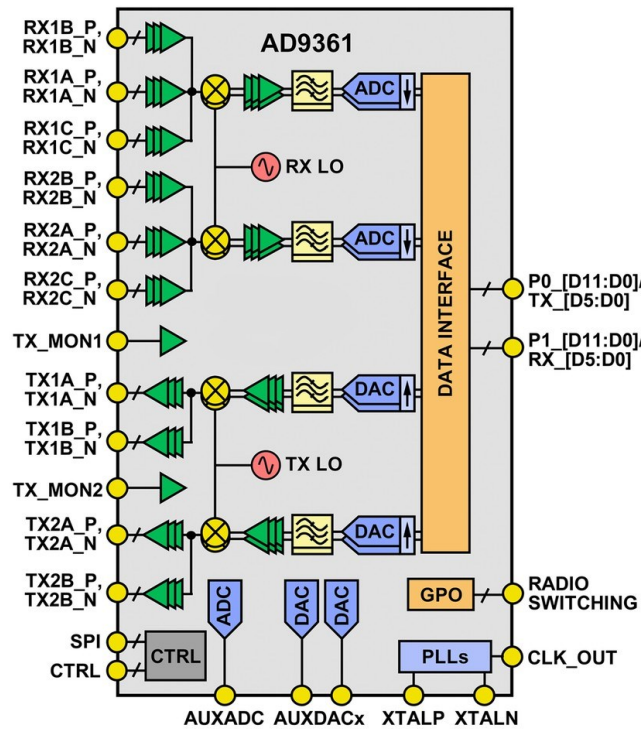 AD9361
RX1B_P,
RX1B_N
RX1A_P,
RX1A_N
ADC
RX1C_P,
RX1C_N
RX LO
RX2B_P,
RX2B_N
RX2A_P,
RX2A_N
ADC
RX2C_P,
RX2C_N
DATA INTERFACE
P0_[D11:D0]/
TX_[D5:D0]
TX_MON1
P1_[D11:D0]/
RX_[D5:D0]
TX1A_P,
TX1A_N
DAC
TX1B_P,
TX1B_N
TX LO
TX_MON2
TX2A_P,
TX2A_N
DAC
TX2B_P,
TX2B_N
ADC
DAC
DAC
GPO
RADIO
SWITCHING
SPI
CTRL
CTRL
PLLs
CLK_OUT
AUXADC
AUXDACx
XTALP
XTALN